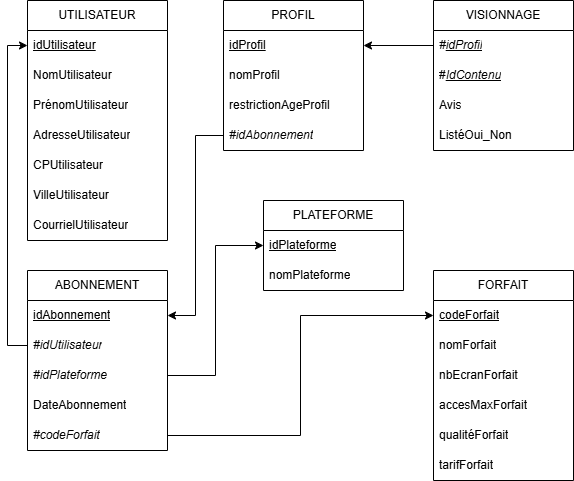 UTILISATEUR
idUtilisateur
NomUtilisateur
PrénomUtilisateur
AdresseUtilisateur
CPUtilisateur
VilleUtilisateur
CourrielUtilisateur
PROFIL
idProfil
nomProfil
restrictionAgeProfil
#idAbonnement
VISIONNAGE
#idProfil
#IdContenu
Avis
ListéOui_Non
PLATEFORME
idPlateforme
nomPlateforme
ABONNEMENT
idAbonnement
#idUtilisateur
#idPlateforme
DateAbonnement
#codeForfait
FORFAIT
codeForfait
nomForfait
nbEcranForfait
accesMaxForfait
qualitéForfait
tarifForfait